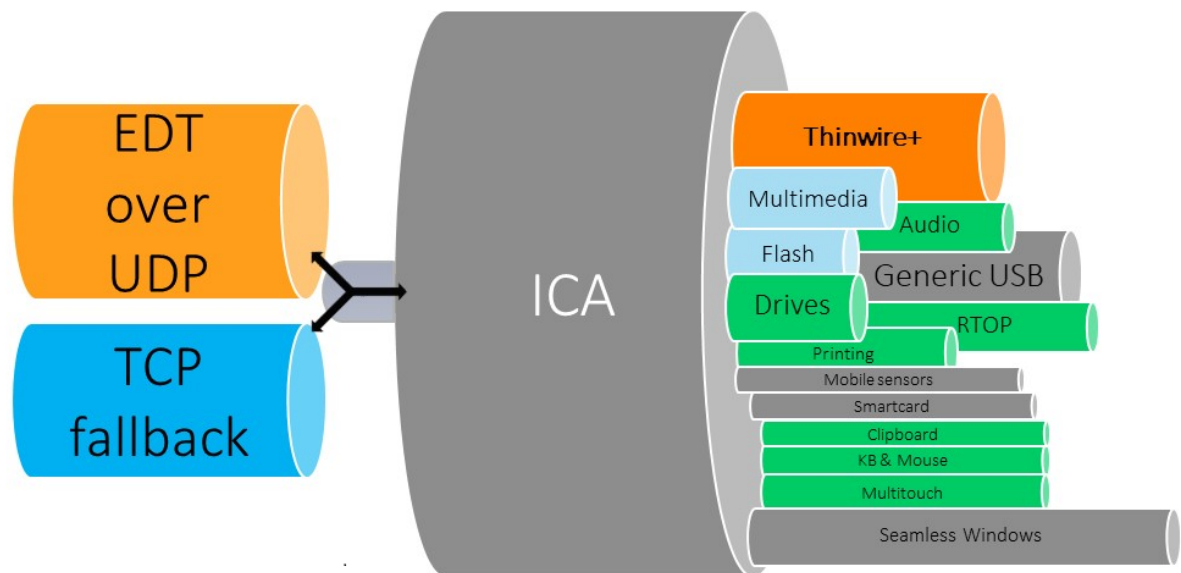 EDT
over
UDP
TCP
fallback
ICA
Thinwire+
Multimedia
Audio
Flash
Generic USB
Drives
RTOP
Printing
Mobile sensors
Smartcard
Clipboard
KB & Mouse
Multitouch
Seamless Windows